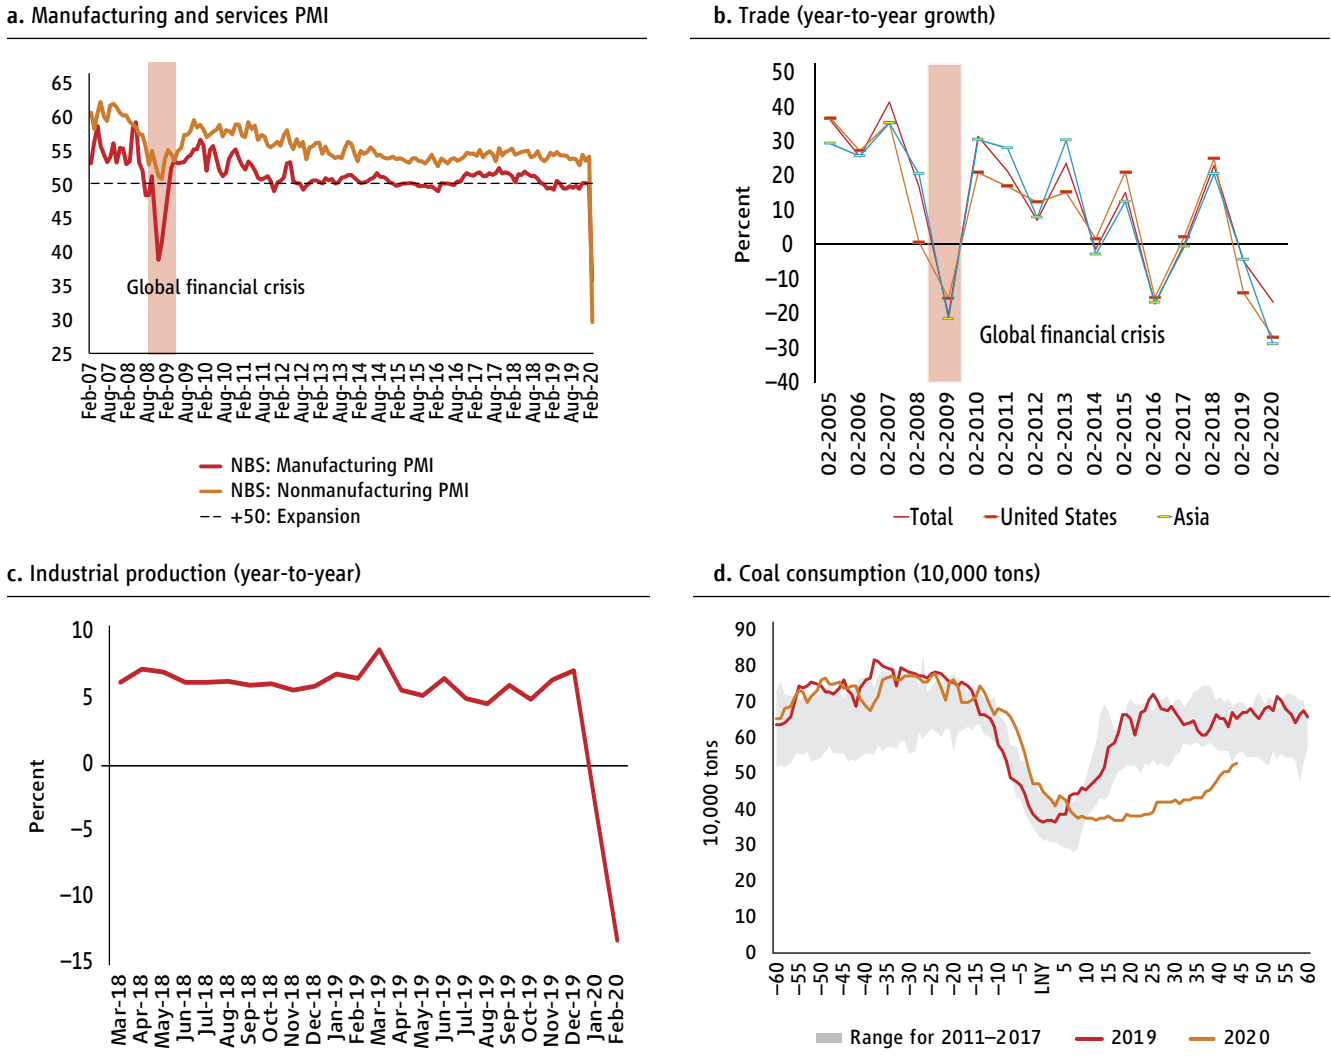 a. Manufacturing and services PMI
65
60
55
50
45
40
35
30
25
Global financial crisis
Feb-07
Aug-07
Feb-08
Aug-08
Feb-09
Aug-09
Feb-10
Aug-10
Feb-11
Aug-11
Feb-12
Aug-12
Feb-13
Aug-13
Feb-14
Aug-14
Feb-15
Aug-15
Feb-16
Aug-16
Feb-17
Aug-17
Feb-18
Aug-18
Feb-19
Aug-19
Feb-20
NBS: Manufacturing PMI
NBS: Nonmanufacturing PMI
+50: Expansion
b. Trade (year-to-year growth)
Percent
50
40
30
20
10
0
−10
−20
−30
−40
Global financial crisis
02-2005
02-2006
02-2007
02-2008
02-2009
02-2010
02-2011
02-2012
02-2013
02-2014
02-2015
02-2016
02-2017
02-2018
02-2019
02-2020
Total
United States
Asia
c. Industrial production (year-to-year)
Percent
10
5
0
−5
−10
−15
Mar-18
Apr-18
May-18
Jun-18
Jul-18
Aug-18
Sep-18
Oct-18
Nov-18
Dec-18
Jan-19
Feb-19
Mar-19
Apr-19
May-19
Jun-19
Jul-19
Aug-19
Sep-19
Oct-19
Nov-19
Dec-19
Jan-20
Feb-20
d. Coal consumption (10,000 tons)
10,000 tons
90
80
70
60
50
40
30
20
10
0
−60
−55
−50
−45
−40
−35
−30
−25
−20
−15
−10
−5
LNY
5
10
15
20
25
30
35
40
45
50
55
60
Range for 2011–2017
2019
2020